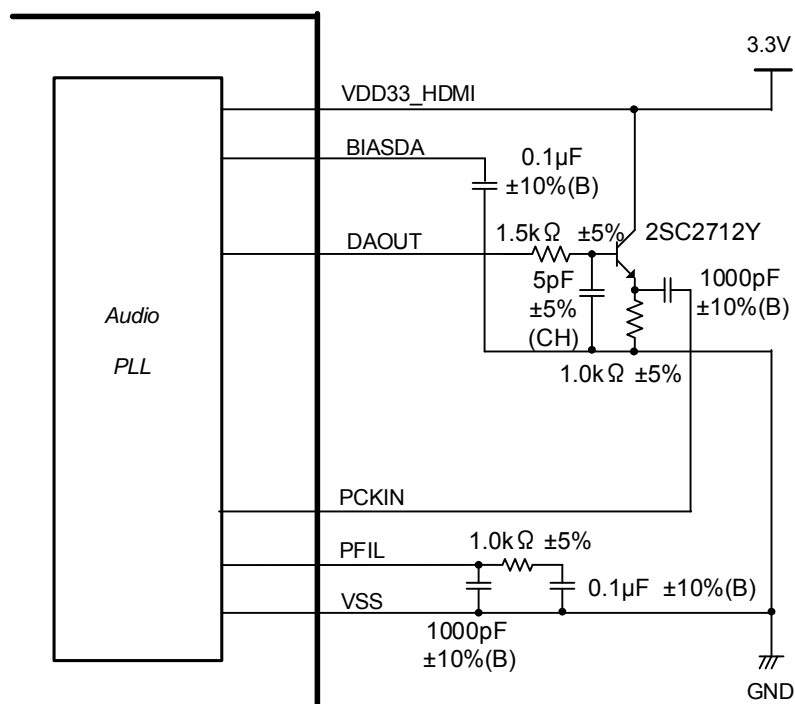 3.3V
VDD33_HDMI
BIASDA
0.1µF
±10%(B)
DAOUT
1.5kΩ ±5%
2SC2712Y
5pF
±5%
(CH)
1000pF
±10%(B)
1.0kΩ ±5%
Audio
PLL
PCKIN
PFIL
1.0kΩ ±5%
0.1µF ±10%(B)
VSS
1000pF
±10%(B)
GND